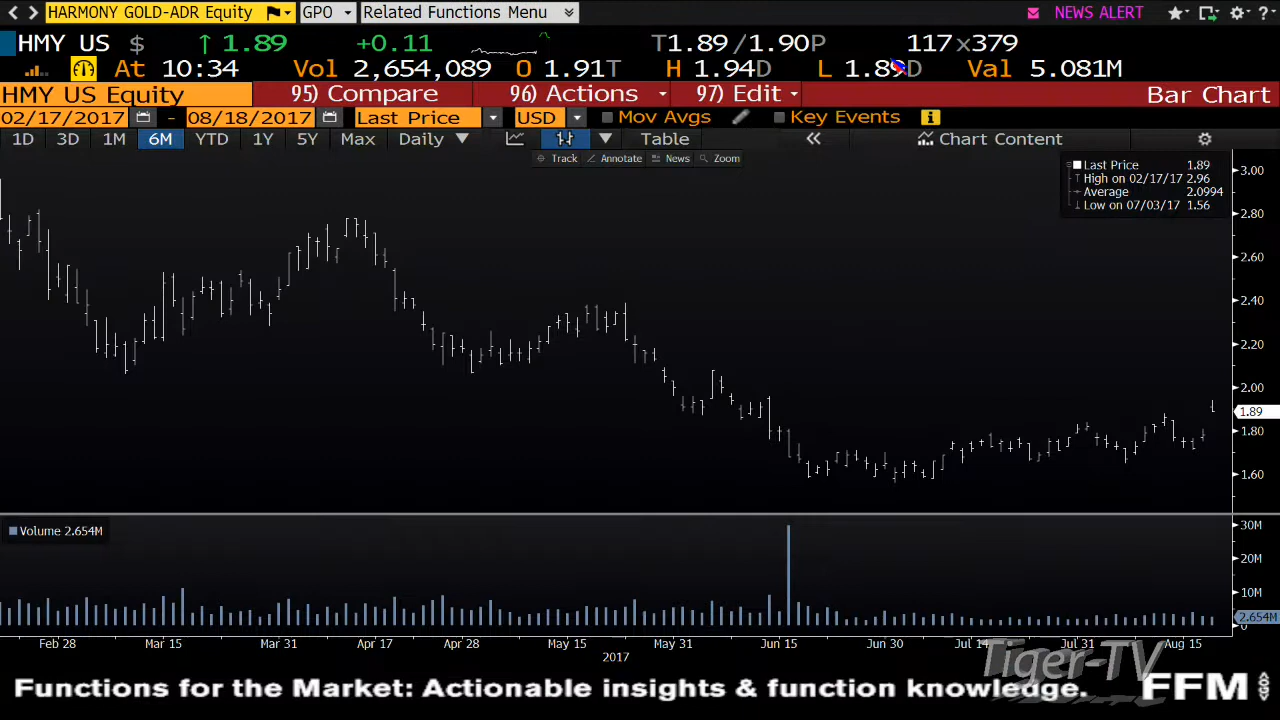 HARMONY GOLD-ADR Equity GPO Related Functions Menu NEWS ALERT ?
HMY US $ ↑ 1.89 +0.11 T1.89 /1.90P 117x379
At 10:34 Vol 2,654,089 O 1.91T H 1.94D L 1.89D Val 5.081M
HMY US Equity 95) Compare 96) Actions 97) Edit Bar Chart
02/17/2017 - 08/18/2017 Last Price USD Mov Avgs Key Events i
1D 3D 1M 6M YTD 1Y 5Y Max Daily ▼ Table « Chart Content
Track Annotate News Zoom
Last Price 1.89
High on 02/17/17 2.96
Average 2.0994
Low on 07/03/17 1.56
3.00
2.80
2.60
2.40
2.20
2.00
1.89
1.80
1.60
Volume 2.654M
30M
20M
10M
2.654M
0
Feb 28 Mar 15 Mar 31 Apr 17 Apr 28 May 15 May 31 Jun 15 Jun 30 Jul 14 Jul 31 Aug 15
2017
Tiger-TV
Functions for the Market: Actionable insights & function knowledge. FFM